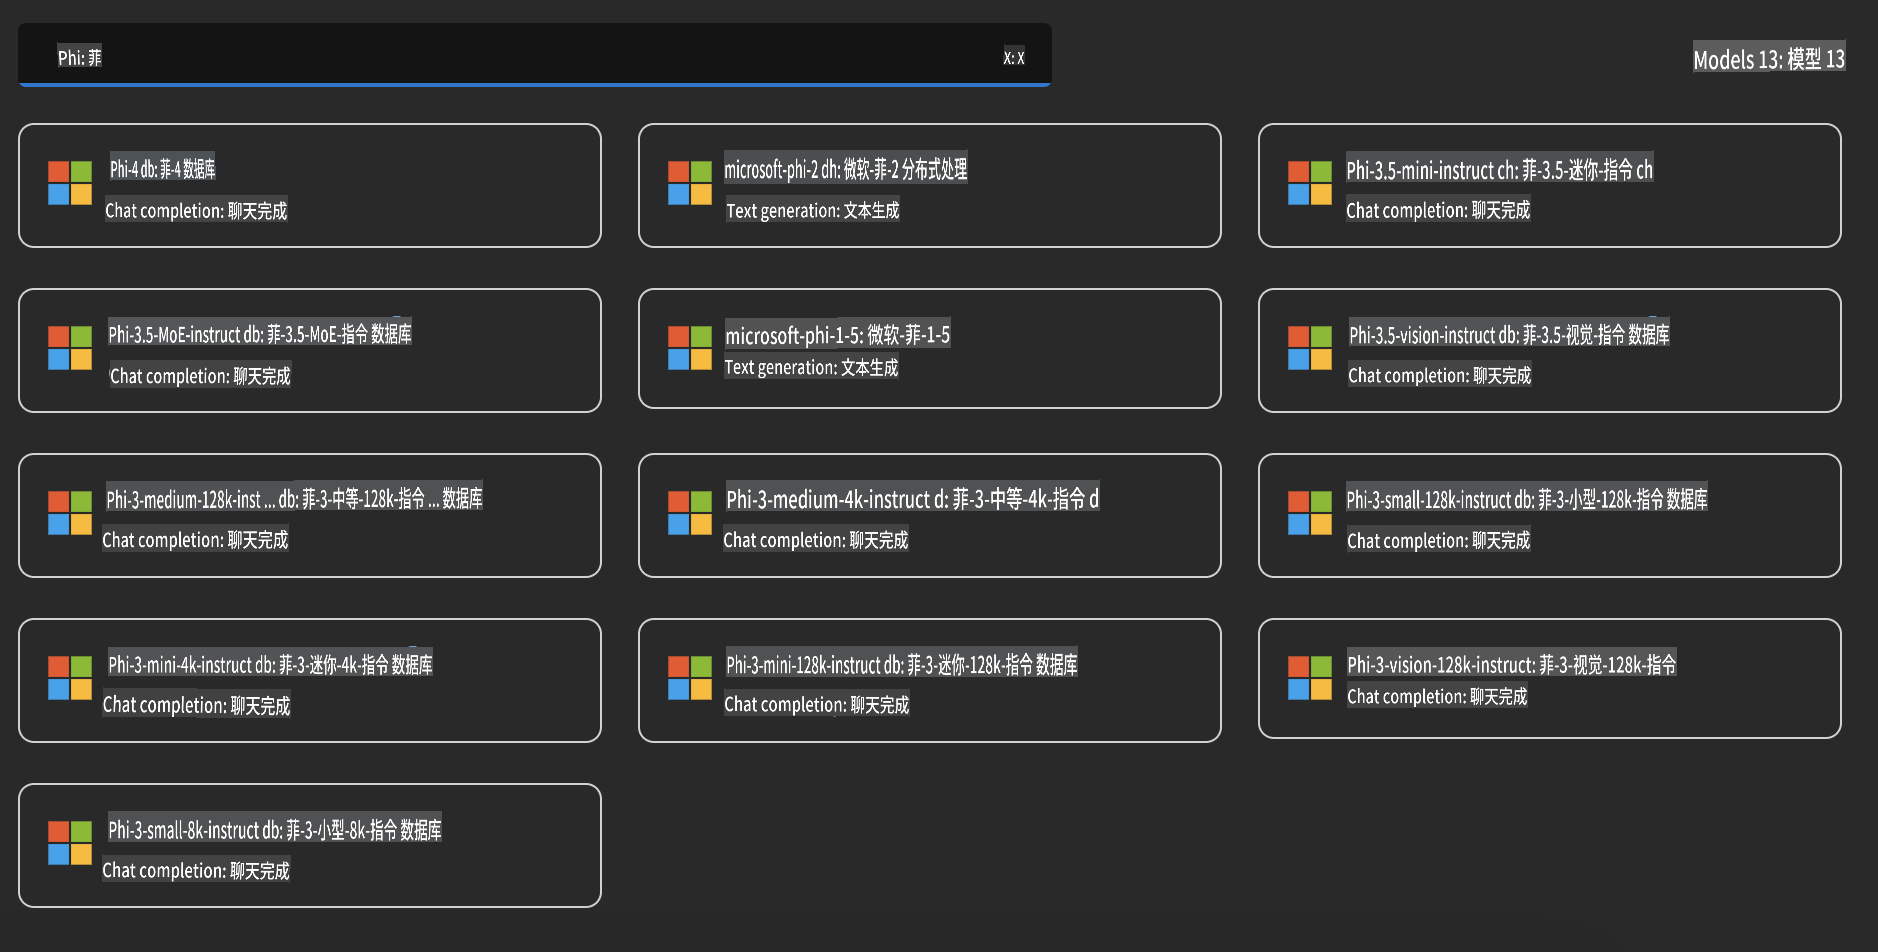 Phi: 菲
X: X
Models 13: 模型 13
Phi-4 db: 菲-4 数据库
Chat completion: 聊天完成
microsoft-phi-2 dh: 微软-菲-2 分布式处理
Text generation: 文本生成
Phi-3.5-mini-instruct ch: 菲-3.5-迷你-指令 ch
Chat completion: 聊天完成
Phi-3.5-MoE-instruct db: 菲-3.5-MoE-指令 数据库
Chat completion: 聊天完成
microsoft-phi-1-5: 微软-菲-1-5
Text generation: 文本生成
Phi-3.5-vision-instruct db: 菲-3.5-视觉-指令 数据库
Chat completion: 聊天完成
Phi-3-medium-128k-inst ... db: 菲-3-中等-128k-指令 ... 数据库
Chat completion: 聊天完成
Phi-3-medium-4k-instruct d: 菲-3-中等-4k-指令 d
Chat completion: 聊天完成
Phi-3-small-128k-instruct db: 菲-3-小型-128k-指令 数据库
Chat completion: 聊天完成
Phi-3-mini-4k-instruct db: 菲-3-迷你-4k-指令 数据库
Chat completion: 聊天完成
Phi-3-mini-128k-instruct db: 菲-3-迷你-128k-指令 数据库
Chat completion: 聊天完成
Phi-3-vision-128k-instruct: 菲-3-视觉-128k-指令
Chat completion: 聊天完成
Phi-3-small-8k-instruct db: 菲-3-小型-8k-指令 数据库
Chat completion: 聊天完成